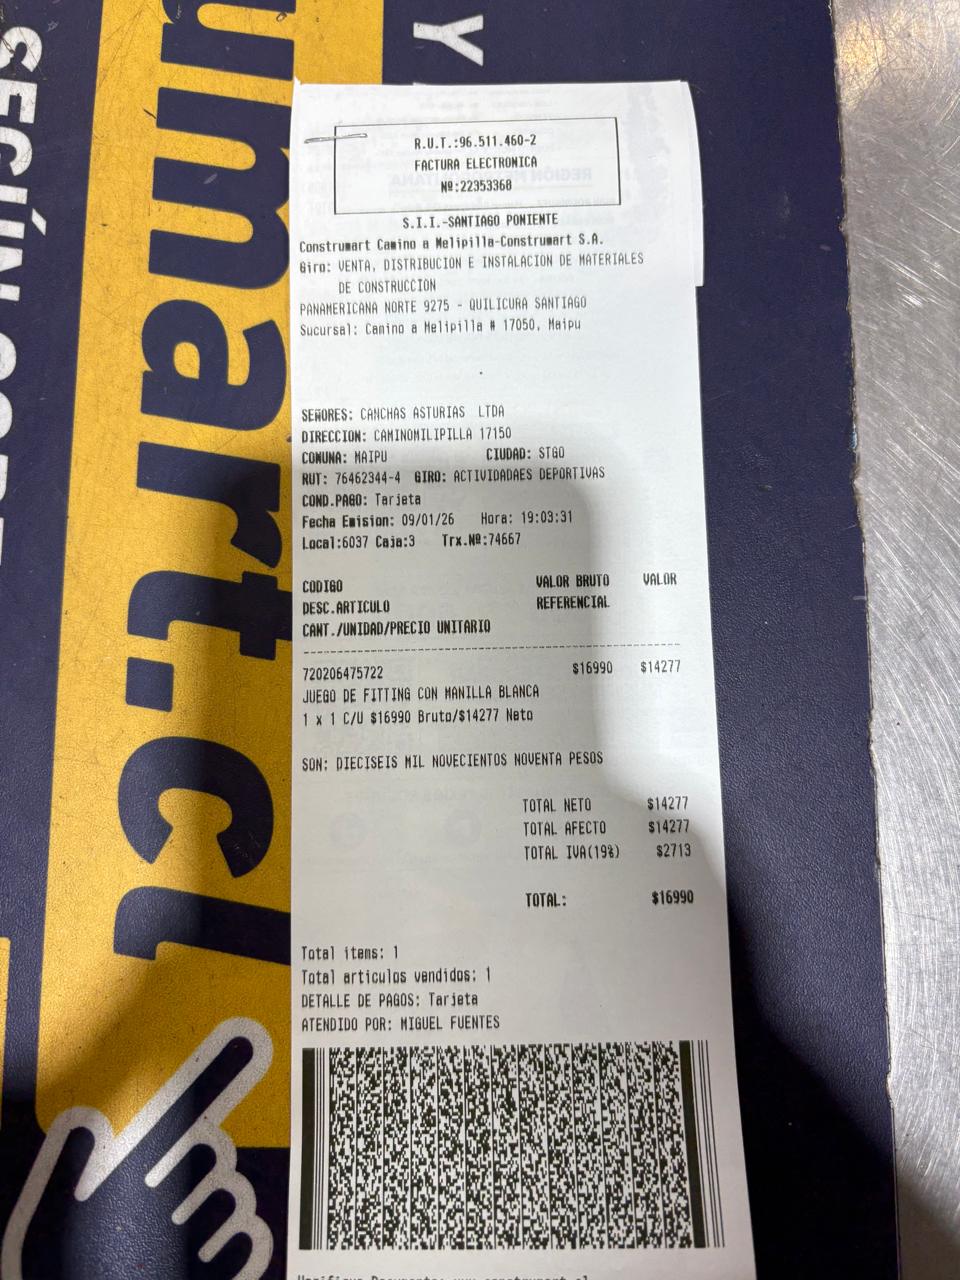 Y
SEGÚN
umart.cl
R.U.T.:96.511.460-2
FACTURA ELECTRONICA
Nº:22353368
S.I.I.-SANTIAGO PONIENTE
Construmart Camino a Melipilla-Construmart S.A.
Giro: VENTA, DISTRIBUCION E INSTALACION DE MATERIALES
DE CONSTRUCCION
PANAMERICANA NORTE 9275 - QUILICURA SANTIAGO
Sucursal: Camino a Melipilla # 17050, Maipu
SEÑORES: CANCHAS ASTURIAS LTDA
DIRECCION: CAMINOMILIPILLA 17150
COMUNA: MAIPU CIUDAD: STGO
RUT: 76462344-4 GIRO: ACTIVIDADAES DEPORTIVAS
COND.PAGO: Tarjeta
Fecha Emision: 09/01/26 Hora: 19:03:31
Local:6037 Caja:3 Trx.Nº:74667
CODIGO VALOR BRUTO VALOR
DESC.ARTICULO REFERENCIAL
CANT./UNIDAD/PRECIO UNITARIO
720206475722 $16990 $14277
JUEGO DE FITTING CON MANILLA BLANCA
1 x 1 C/U $16990 Bruto/$14277 Neto
SON: DIECISEIS MIL NOVECIENTOS NOVENTA PESOS
TOTAL NETO $14277
TOTAL AFECTO $14277
TOTAL IVA(19%) $2713
TOTAL: $16990
Total items: 1
Total articulos vendidos: 1
DETALLE DE PAGOS: Tarjeta
ATENDIDO POR: MIGUEL FUENTES